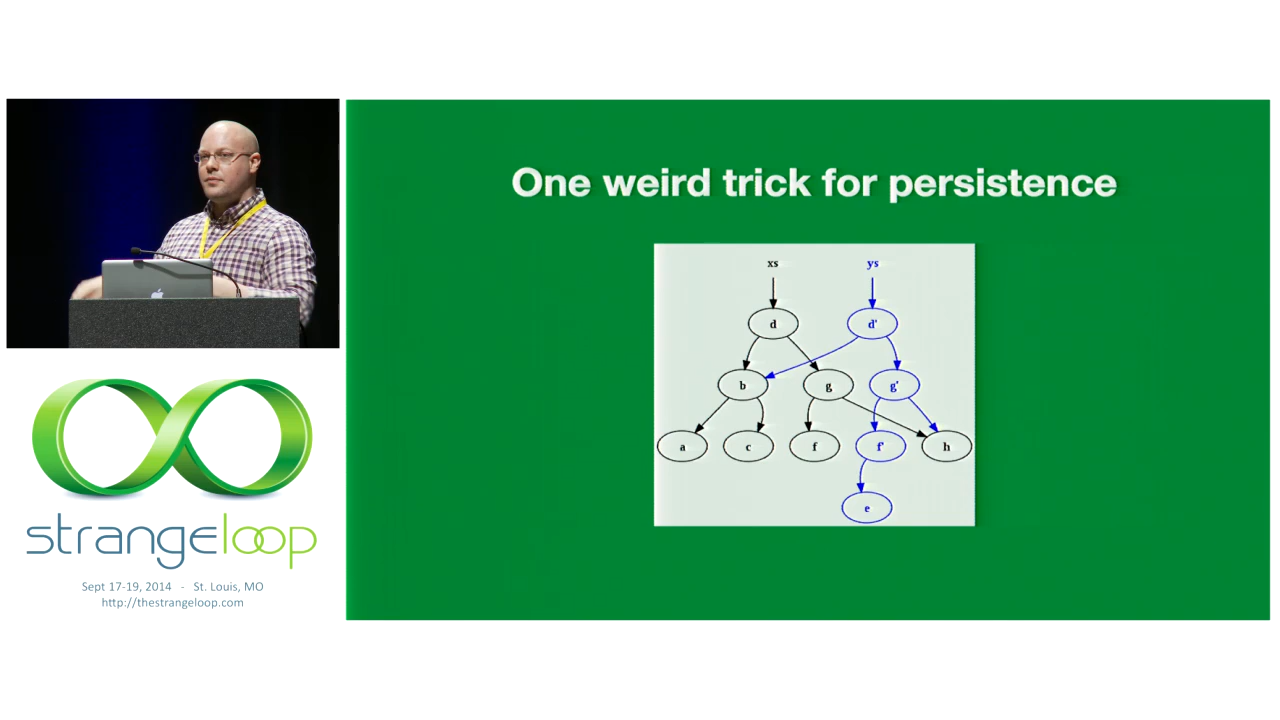 One weird trick for persistence
xs ys
d d'
b g g'
a c f f' h
e
strangeloop
Sept 17-19, 2014 - St. Louis, MO
http://thestrangeloop.com